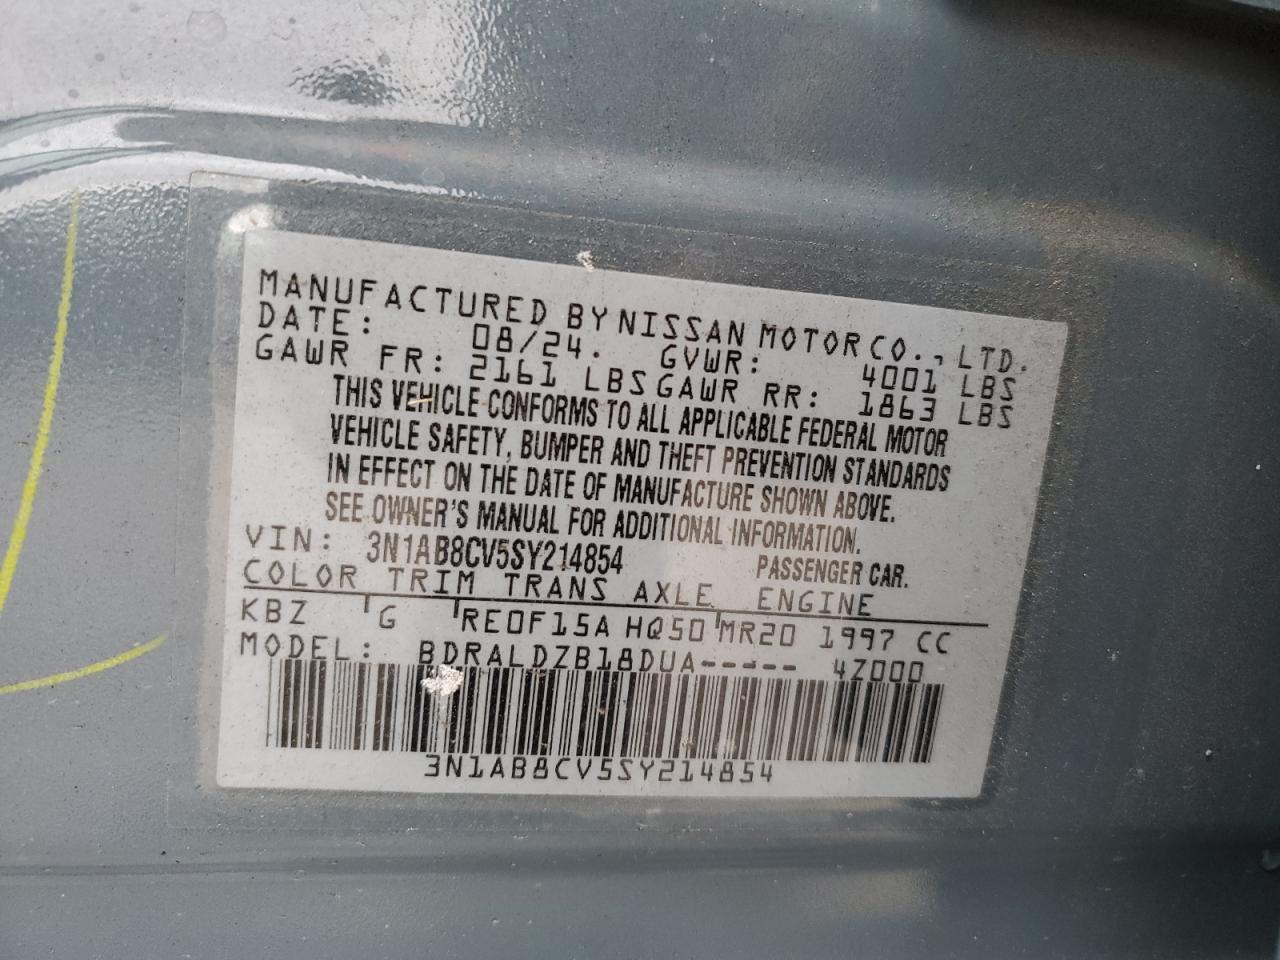 MANUFACTURED BY NISSAN MOTOR CO., LTD.
DATE: 08/24. GVWR: 4001 LBS
GAWR FR: 2161 LBS GAWR RR: 1863 LBS
THIS VEHICLE CONFORMS TO ALL APPLICABLE FEDERAL MOTOR
VEHICLE SAFETY, BUMPER AND THEFT PREVENTION STANDARDS
IN EFFECT ON THE DATE OF MANUFACTURE SHOWN ABOVE.
SEE OWNER'S MANUAL FOR ADDITIONAL INFORMATION.
VIN: 3N1AB8CV5SY214854 PASSENGER CAR.
COLOR TRIM TRANS AXLE ENGINE
KBZ G RE0F15A HQ50 MR20 1997 CC
MODEL: BDRALDZB18DUA----- 4Z000
3N1AB8CV5SY214854